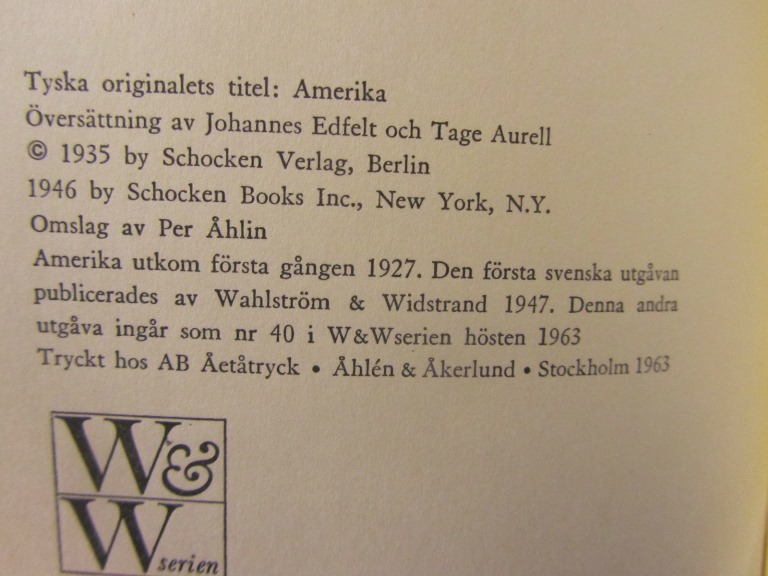 Tyska originalets titel: Amerika
Översättning av Johannes Edfelt och Tage Aurell
© 1935 by Schocken Verlag, Berlin
1946 by Schocken Books Inc., New York, N.Y.
Omslag av Per Åhlin
Amerika utkom första gången 1927. Den första svenska utgåvan
publicerades av Wahlström & Widstrand 1947. Denna andra
utgåva ingår som nr 40 i W&Wserien hösten 1963
Tryckt hos AB Åetåtryck • Åhlén & Åkerlund • Stockholm 1963
W&
W serien